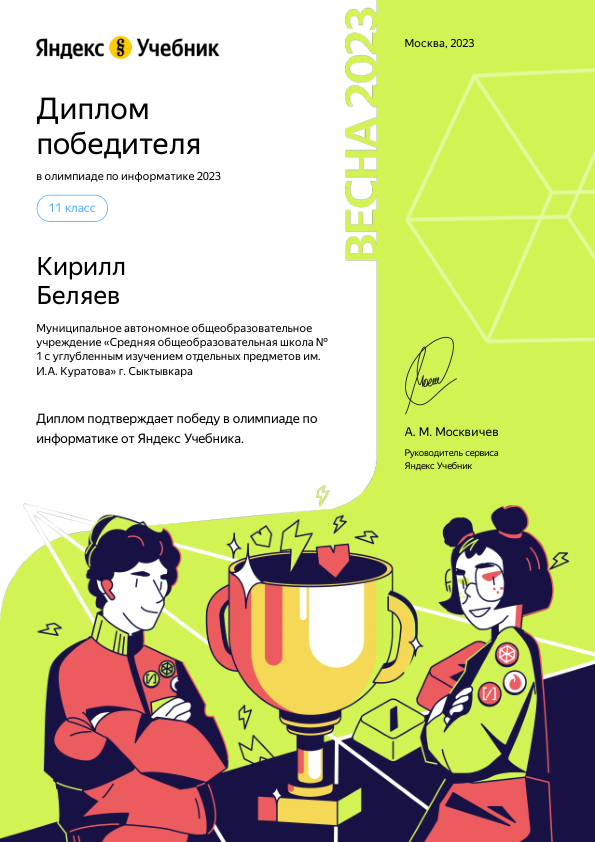 Яндекс Учебник
Диплом
победителя
в олимпиаде по информатике 2023
11 класс
Кирилл
Беляев
Муниципальное автономное общеобразовательное
учреждение «Средняя общеобразовательная школа №
1 с углубленным изучением отдельных предметов им.
И.А. Куратова» г. Сыктывкара
Диплом подтверждает победу в олимпиаде по
информатике от Яндекс Учебника.
ВЕСНА 2023
Москва, 2023
А. М. Москвичев
Руководитель сервиса
Яндекс Учебник